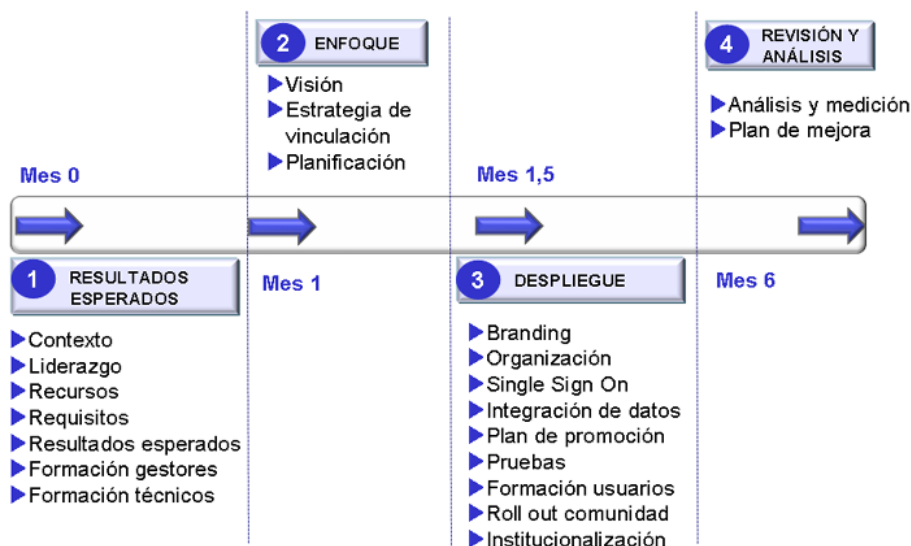 Mes 0
1 RESULTADOS
ESPERADOS
Contexto
Liderazgo
Recursos
Requisitos
Resultados esperados
Formación gestores
Formación técnicos
2 ENFOQUE
Visión
Estrategia de
vinculación
Planificación
Mes 1
Mes 1,5
3 DESPLIEGUE
Branding
Organización
Single Sign On
Integración de datos
Plan de promoción
Pruebas
Formación usuarios
Roll out comunidad
Institucionalización
4 REVISIÓN Y
ANÁLISIS
Análisis y medición
Plan de mejora
Mes 6